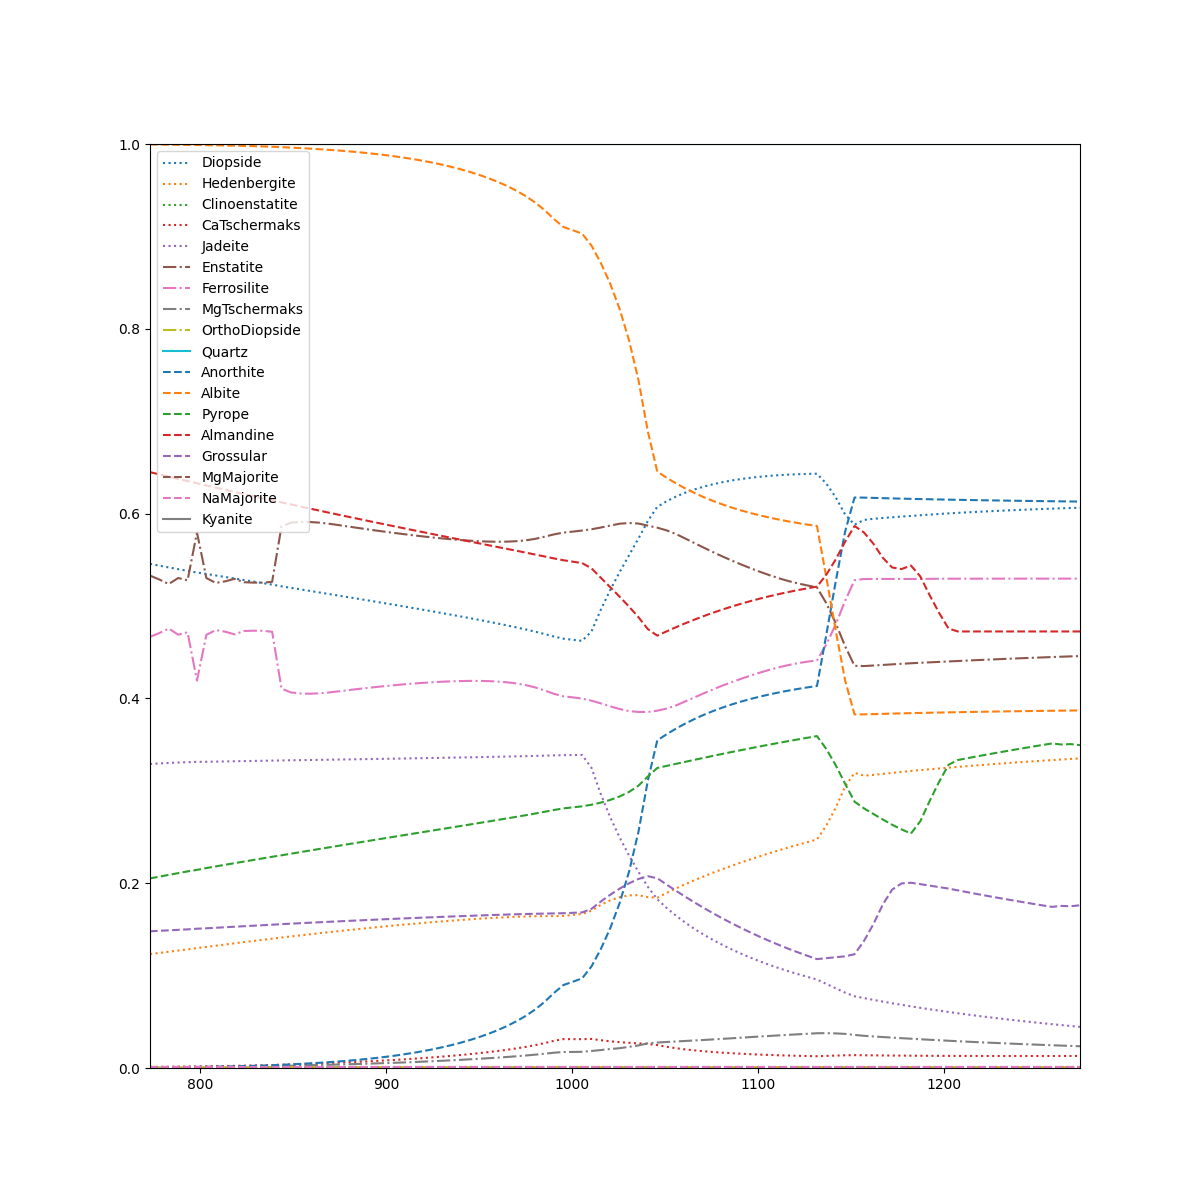 1.0
0.8
0.6
0.4
0.2
0.0
Diopside
Hedenbergite
Clinoenstatite
CaTschermaks
Jadeite
Enstatite
Ferrosilite
MgTschermaks
OrthoDiopside
Quartz
Anorthite
Albite
Pyrope
Almandine
Grossular
MgMajorite
NaMajorite
Kyanite
800 900 1000 1100 1200